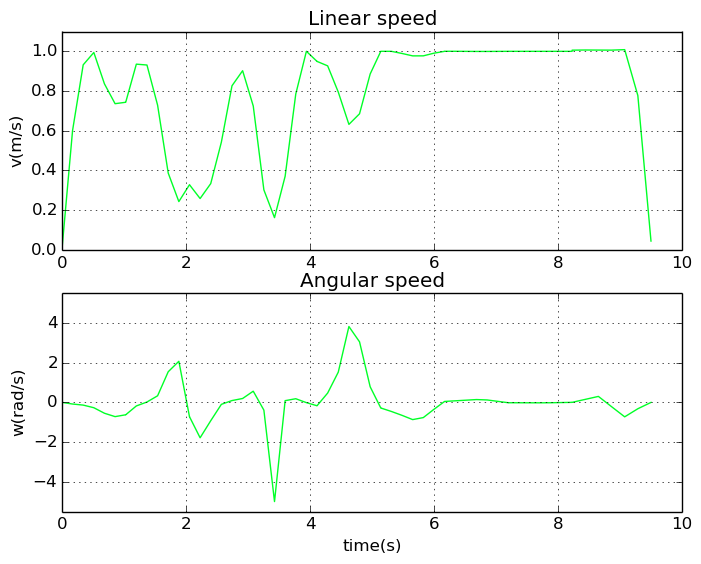 Linear speed
v(m/s)
1.0
0.8
0.6
0.4
0.2
0.0
0 2 4 6 8 10
Angular speed
w(rad/s)
4
2
0
−2
−4
0 2 4 6 8 10
time(s)